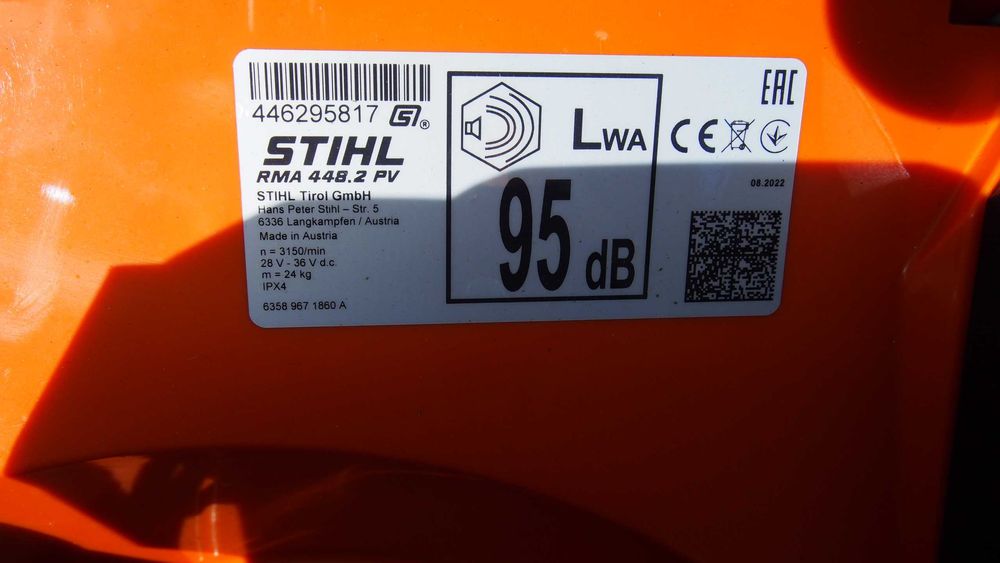 446295817
STIHL
RMA 448.2 PV
STIHL Tirol GmbH
Hans Peter Stihl – Str. 5
6336 Langkampfen / Austria
Made in Austria
n = 3150/min
28 V - 36 V d.c.
m = 24 kg
IPX4
6358 967 1860 A
LWA
95 dB
EAC
CE
08.2022